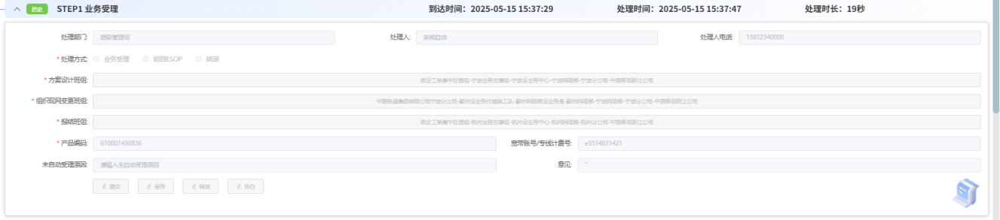 历史 STEP1 业务受理 到达时间：2025-05-15 15:37:29 处理时间：2025-05-15 15:37:47 处理时长：19秒
处理部门: 超级管理组 处理人: 系统自动 处理人电话: 13812340000
* 处理方式: 业务受理 驳回ESOP 转派
* 方案设计班组: 政企工单集中处理组-宁波业务支撑组-宁波全业务中心-宁波网络部-宁波分公司-中国移动浙江公司
* 组织现网变更班组: 中国铁通集团有限公司宁波分公司-鄞州全业务代维施工队-鄞州网络部全业务条-鄞州网络部-宁波网络部-宁波分公司-中国移动浙江公司
* 报结班组: 政企工单集中处理组-杭州业务支撑组-杭州全业务中心-杭州网络部-杭州分公司-中国移动浙江公司
* 产品编码: 610007492836 宽带账号/专线计费号: e5514021421
未自动受理原因: 请输入未自动受理原因 意见:
提交 保存 转派 协办